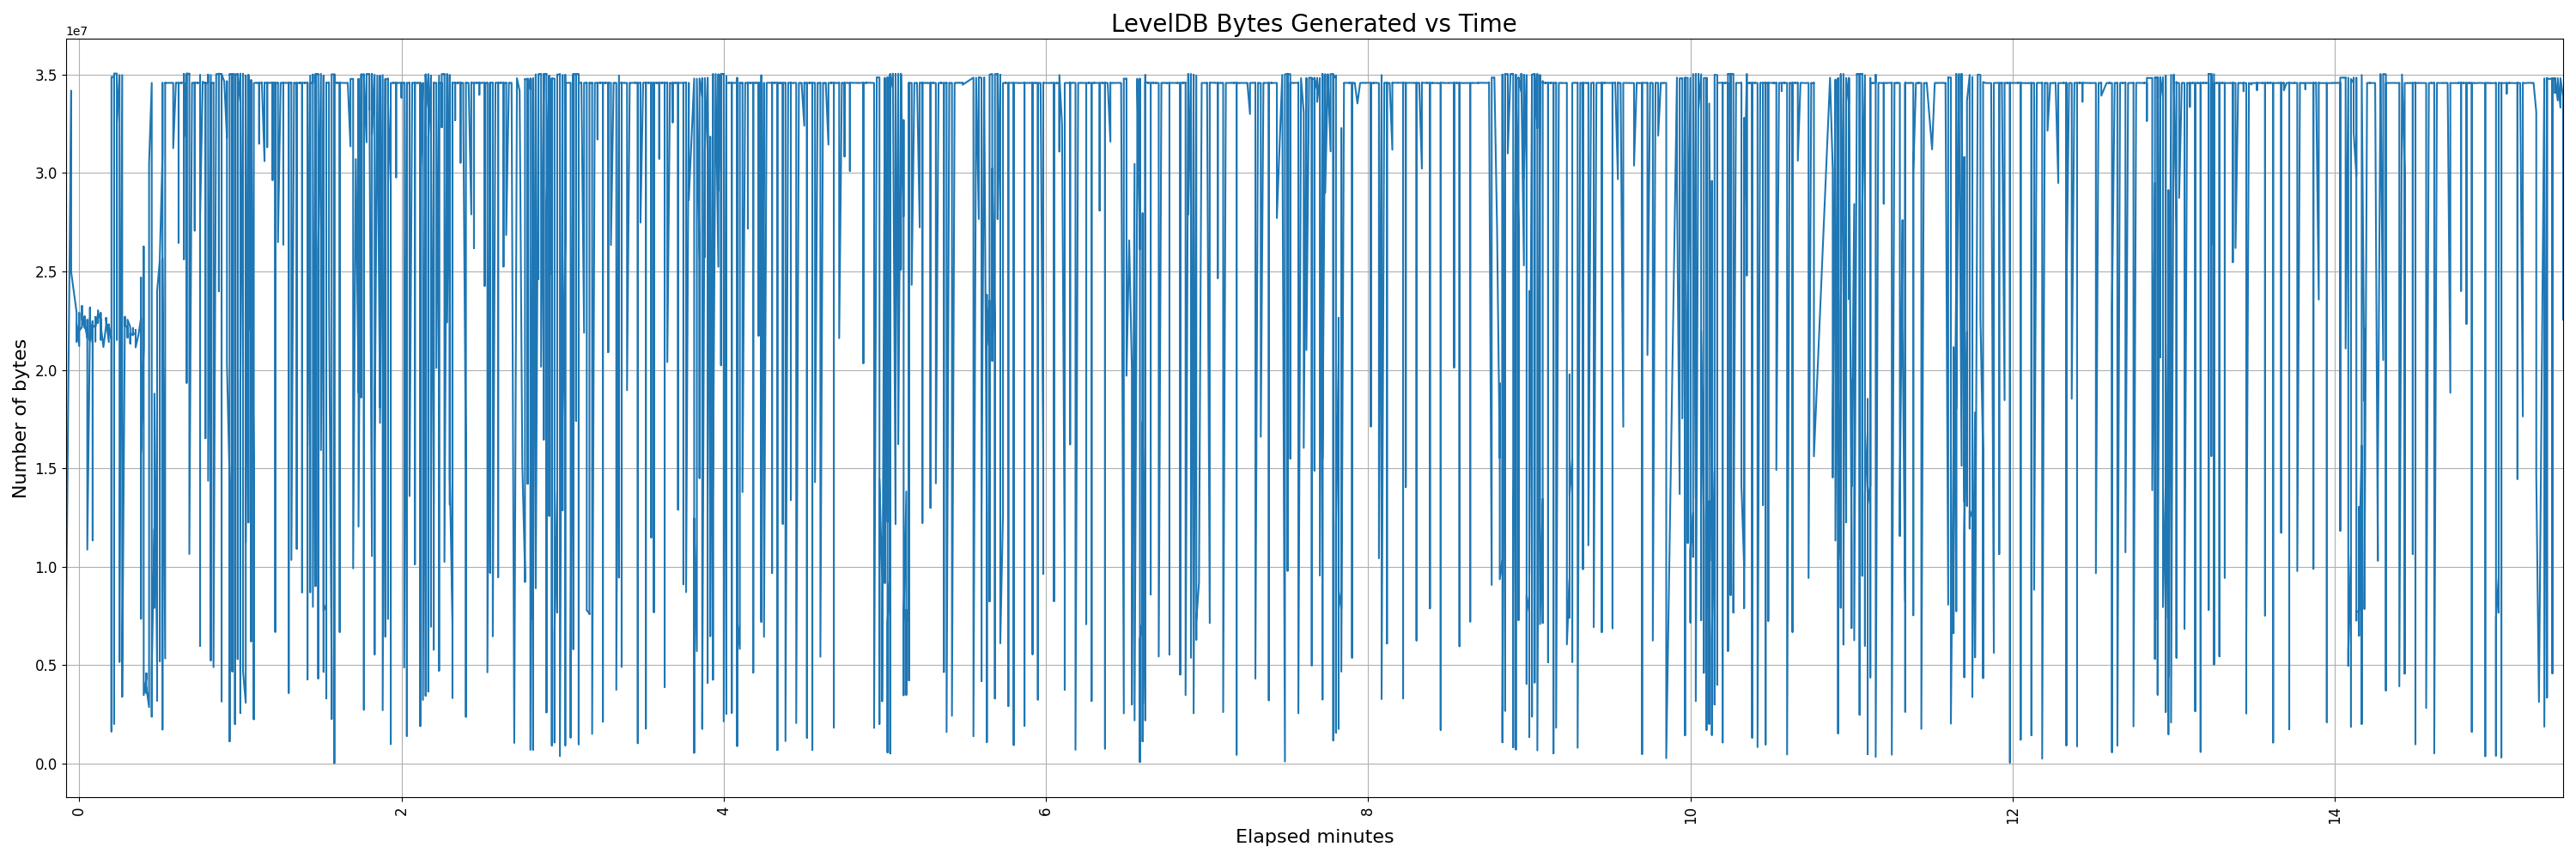 LevelDB Bytes Generated vs Time
1e7
3.5
3.0
2.5
2.0
1.5
1.0
0.5
0.0
Number of bytes
0 2 4 6 8 10 12 14
Elapsed minutes